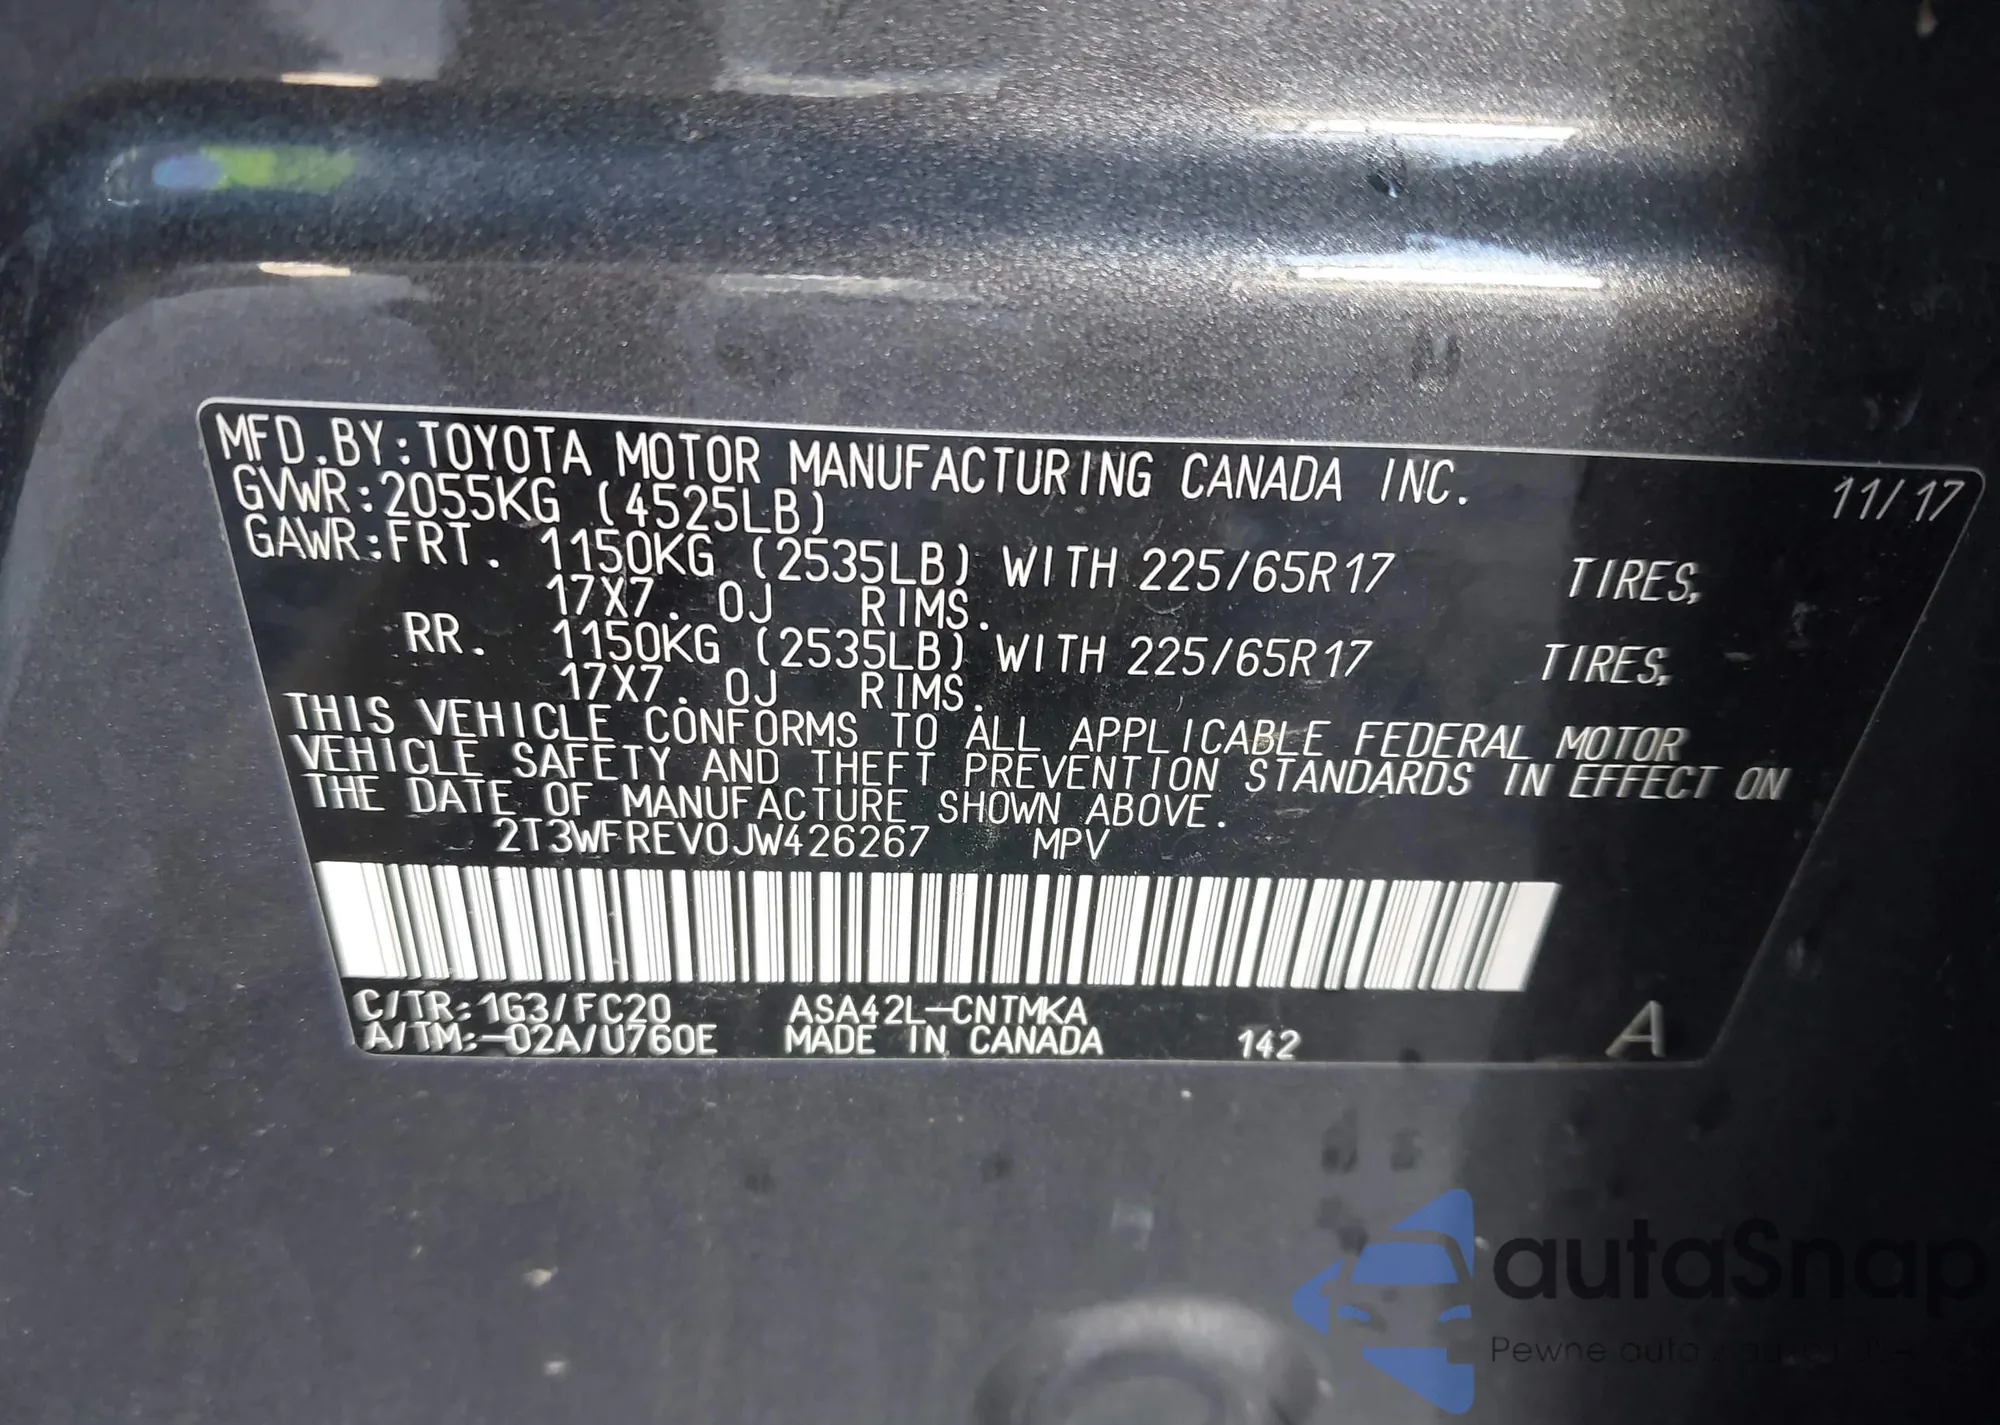 MFD.BY:TOYOTA MOTOR MANUFACTURING CANADA INC. 11/17
GVWR:2055KG (4525LB)
GAWR:FRT. 1150KG (2535LB) WITH 225/65R17 TIRES,
17X7. 0J RIMS.
RR. 1150KG (2535LB) WITH 225/65R17 TIRES,
17X7. 0J RIMS.
THIS VEHICLE CONFORMS TO ALL APPLICABLE FEDERAL MOTOR
VEHICLE SAFETY AND THEFT PREVENTION STANDARDS IN EFFECT ON
THE DATE OF MANUFACTURE SHOWN ABOVE.
2T3WFREV0JW426267 MPV
C/TR:1G3/FC20 ASA42L-CNTMKA
A/TM:-02A/U760E MADE IN CANADA 142 A
autaSnap
Pewne auto z